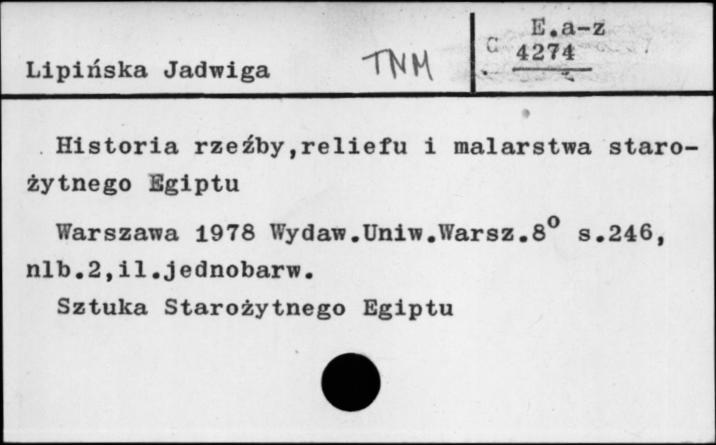 E.a-z
C 4274
Lipińska Jadwiga TNM
Historia rzeźby,reliefu i malarstwa staro-
żytnego Egiptu
Warszawa 1978 Wydaw.Uniw.Warsz.8⁰ s.246,
nlb.2,il.jednobarw.
Sztuka Starożytnego Egiptu